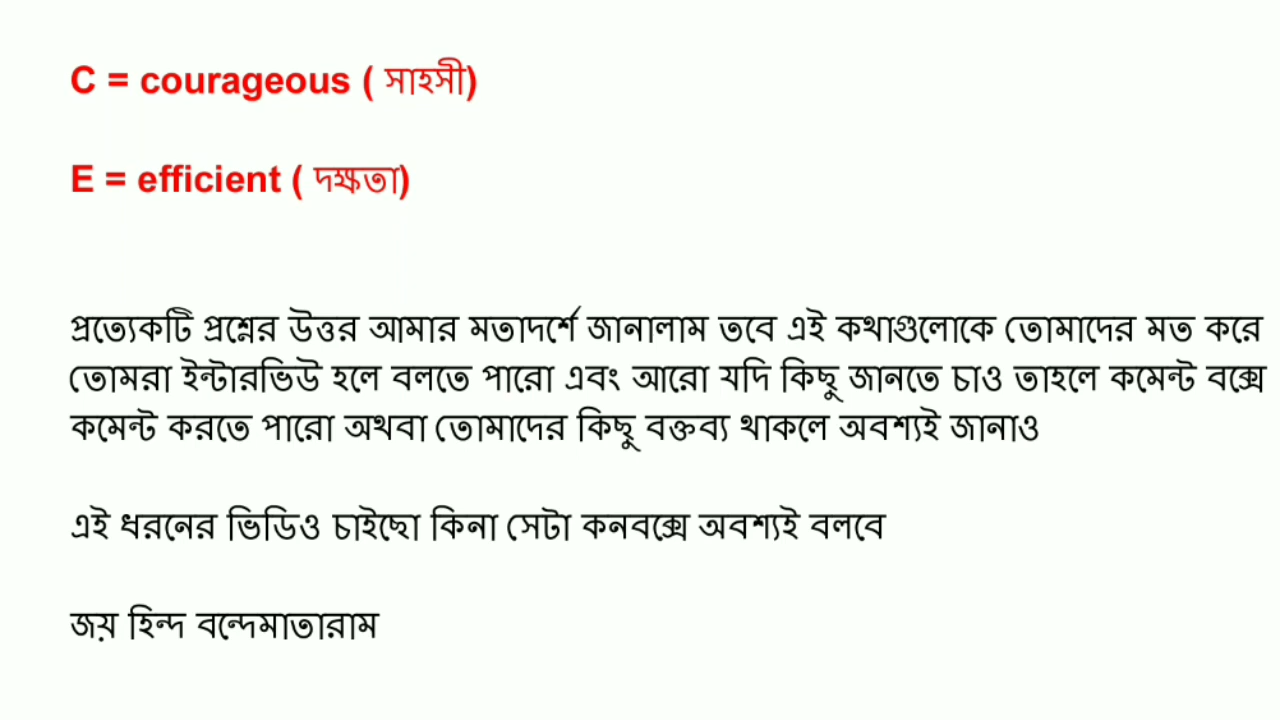 C = courageous ( সাহসী)
E = efficient ( দক্ষতা)
প্রত্যেকটি প্রশ্নের উত্তর আমার মতাদর্শে জানালাম তবে এই কথাগুলোকে তোমাদের মত করে
তোমরা ইন্টারভিউ হলে বলতে পারো এবং আরো যদি কিছু জানতে চাও তাহলে কমেন্ট বক্সে
কমেন্ট করতে পারো অথবা তোমাদের কিছু বক্তব্য থাকলে অবশ্যই জানাও
এই ধরনের ভিডিও চাইছো কিনা সেটা কনবক্সে অবশ্যই বলবে
জয় হিন্দ বন্দেমাতারাম